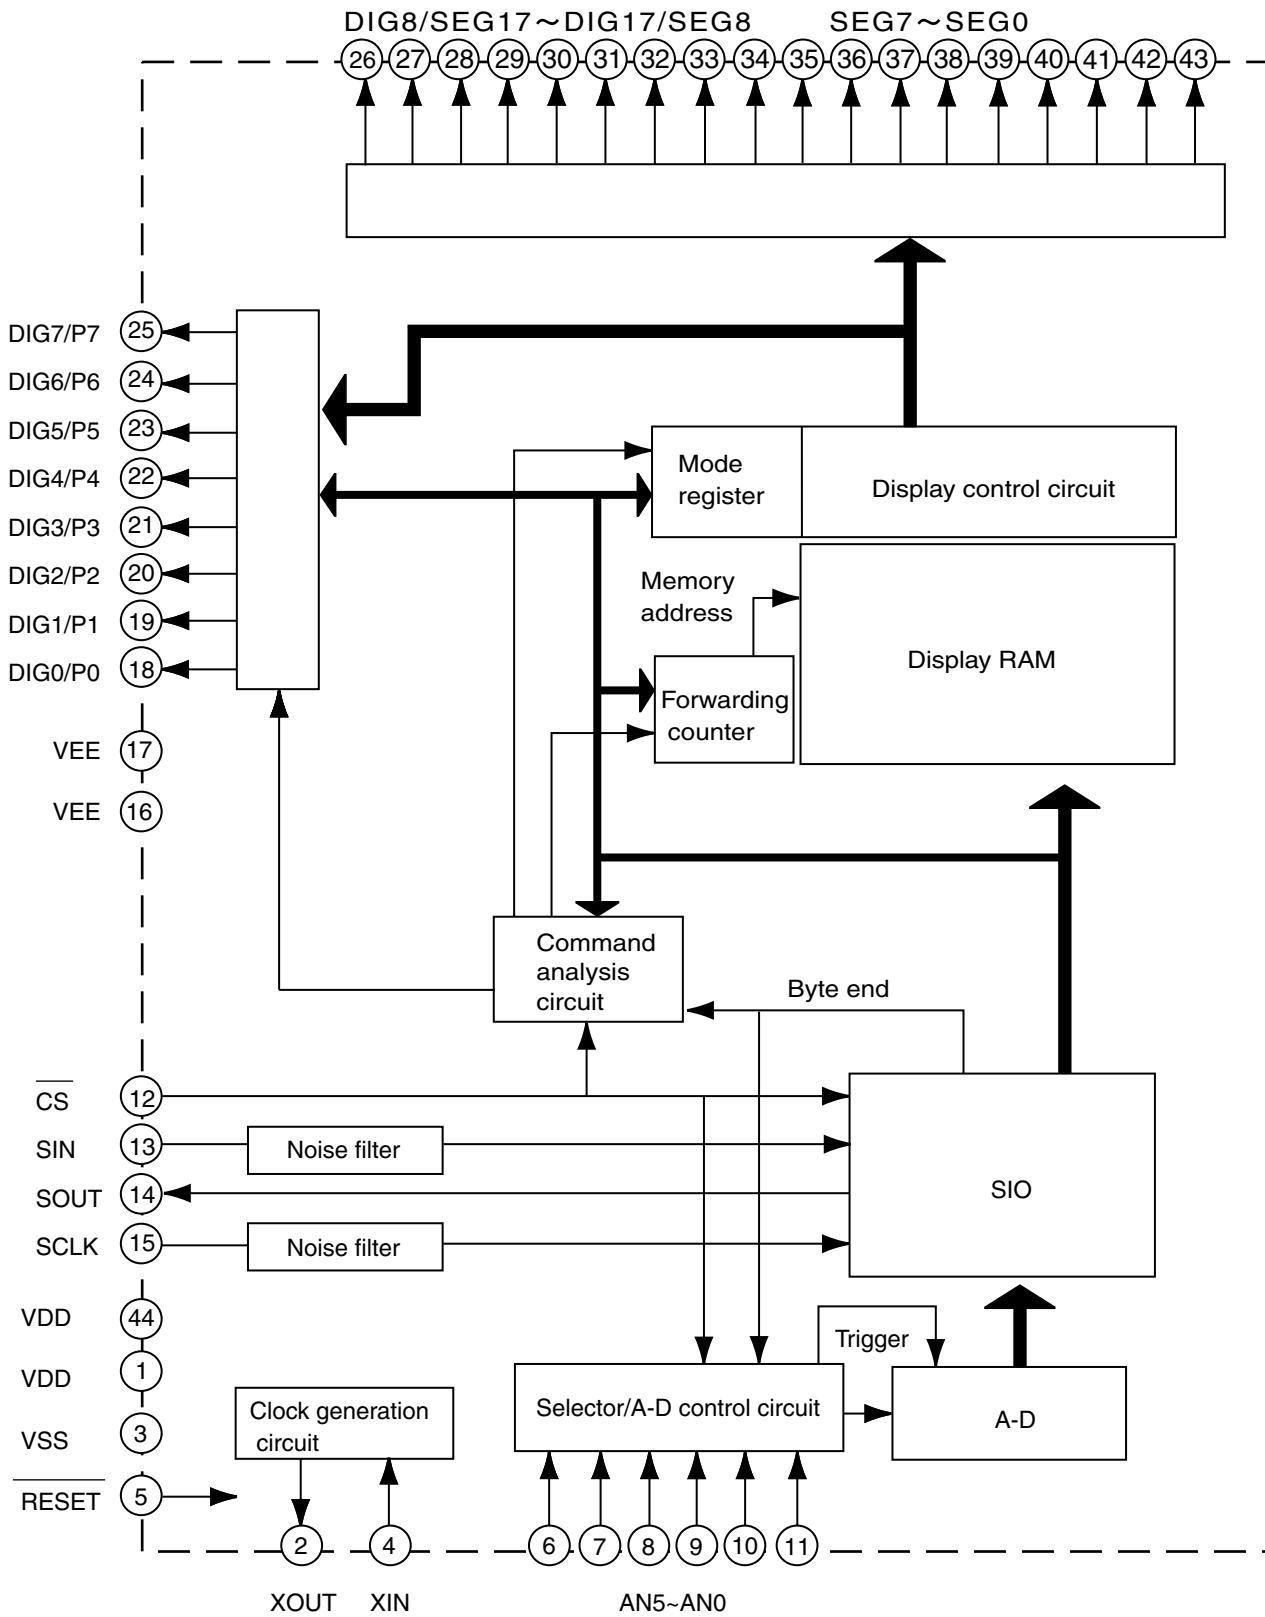 DIG8/SEG17～DIG17/SEG8 SEG7～SEG0
26 27 28 29 30 31 32 33 34 35 36 37 38 39 40 41 42 43
DIG7/P7 25
DIG6/P6 24
DIG5/P5 23
DIG4/P4 22
DIG3/P3 21
DIG2/P2 20
DIG1/P1 19
DIG0/P0 18
VEE 17
VEE 16
Mode
register
Display control circuit
Memory
address
Display RAM
Forwarding
counter
Command
analysis
circuit
Byte end
CS 12
SIN 13 Noise filter
SOUT 14
SIO
SCLK 15 Noise filter
VDD 44
VDD 1
VSS 3
RESET 5
Trigger
Clock generation
circuit
Selector/A-D control circuit
A-D
2 4 6 7 8 9 10 11
XOUT XIN AN5~AN0